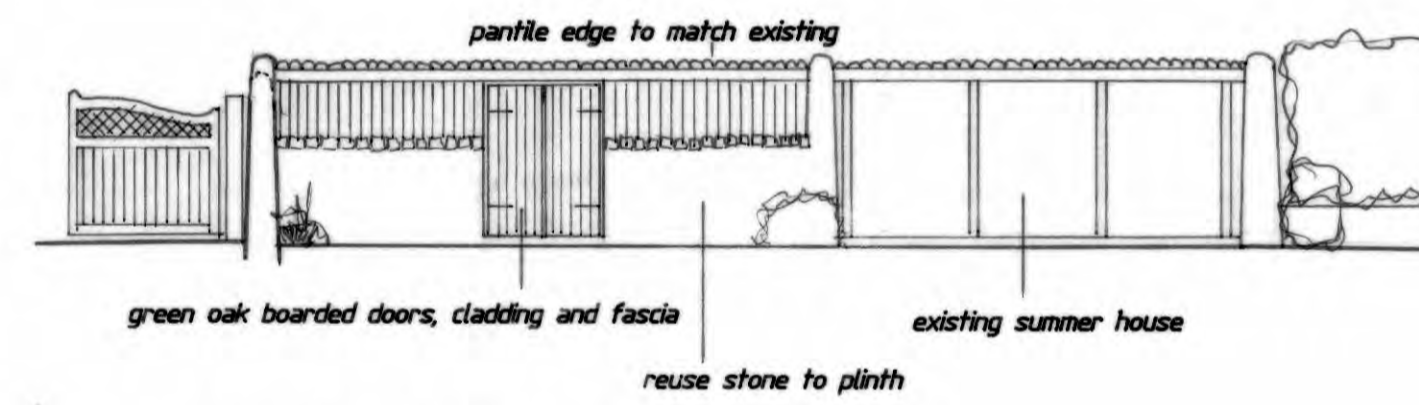 pantile edge to match existing
green oak boarded doors, cladding and fascia
existing summer house
reuse stone to plinth